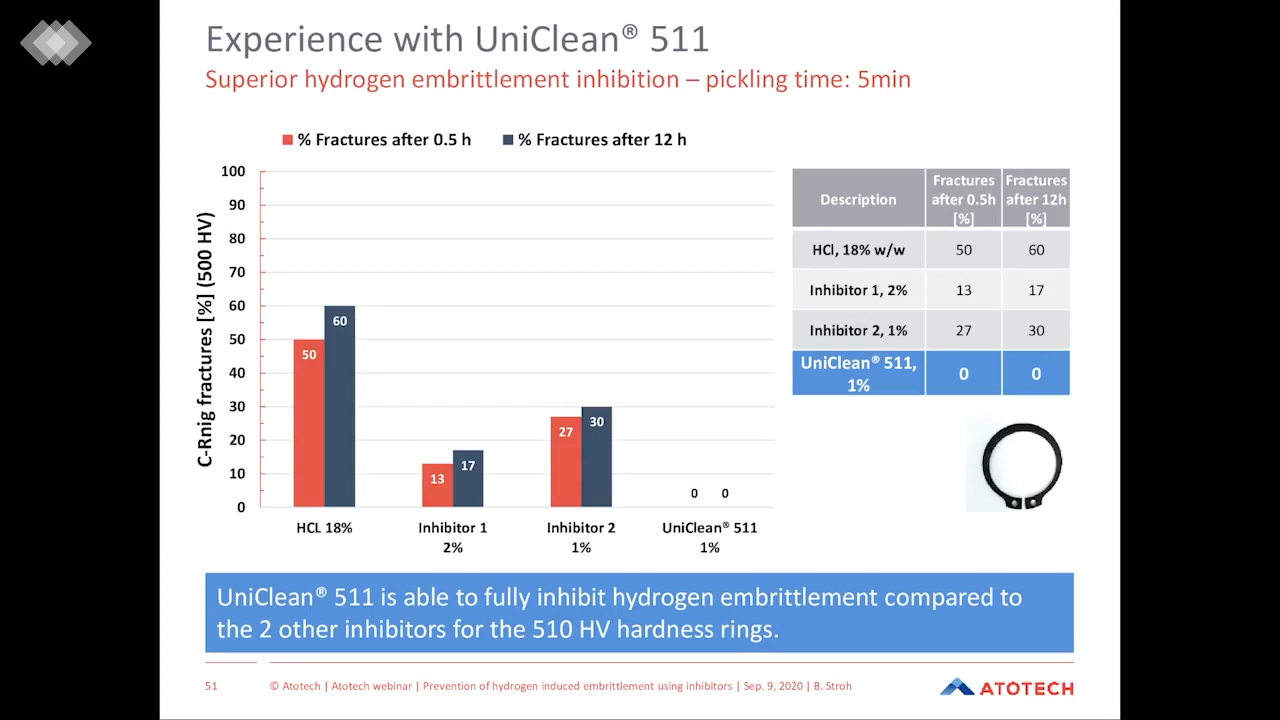 Experience with UniClean® 511
Superior hydrogen embrittlement inhibition – pickling time: 5min
% Fractures after 0.5 h
% Fractures after 12 h
C-Rnig fractures [%] (500 HV)
100
90
80
70
60
50
40
30
20
10
0
50
60
13
17
27
30
0
0
HCL 18%
Inhibitor 1
2%
Inhibitor 2
1%
UniClean® 511
1%
Description
Fractures
after 0.5h
[%]
Fractures
after 12h
[%]
HCl, 18% w/w 50 60
Inhibitor 1, 2% 13 17
Inhibitor 2, 1% 27 30
UniClean® 511,
1%
0 0
UniClean® 511 is able to fully inhibit hydrogen embrittlement compared to
the 2 other inhibitors for the 510 HV hardness rings.
51
© Atotech | Atotech webinar | Prevention of hydrogen induced embrittlement using inhibitors | Sep. 9, 2020 | B. Stroh
ATOTECH